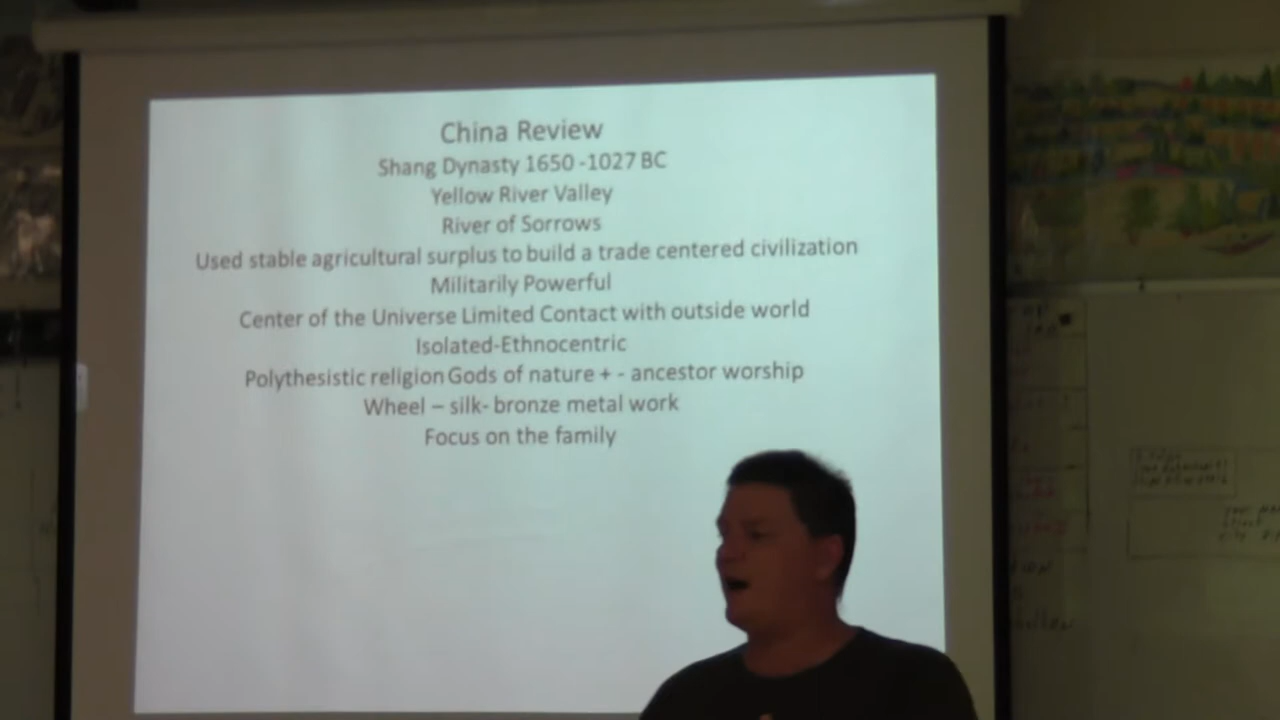 China Review
Shang Dynasty 1650 -1027 BC
Yellow River Valley
River of Sorrows
Used stable agricultural surplus to build a trade centered civilization
Militarily Powerful
Center of the Universe Limited Contact with outside world
Isolated-Ethnocentric
Polythesistic religion Gods of nature + - ancestor worship
Wheel – silk- bronze metal work
Focus on the family